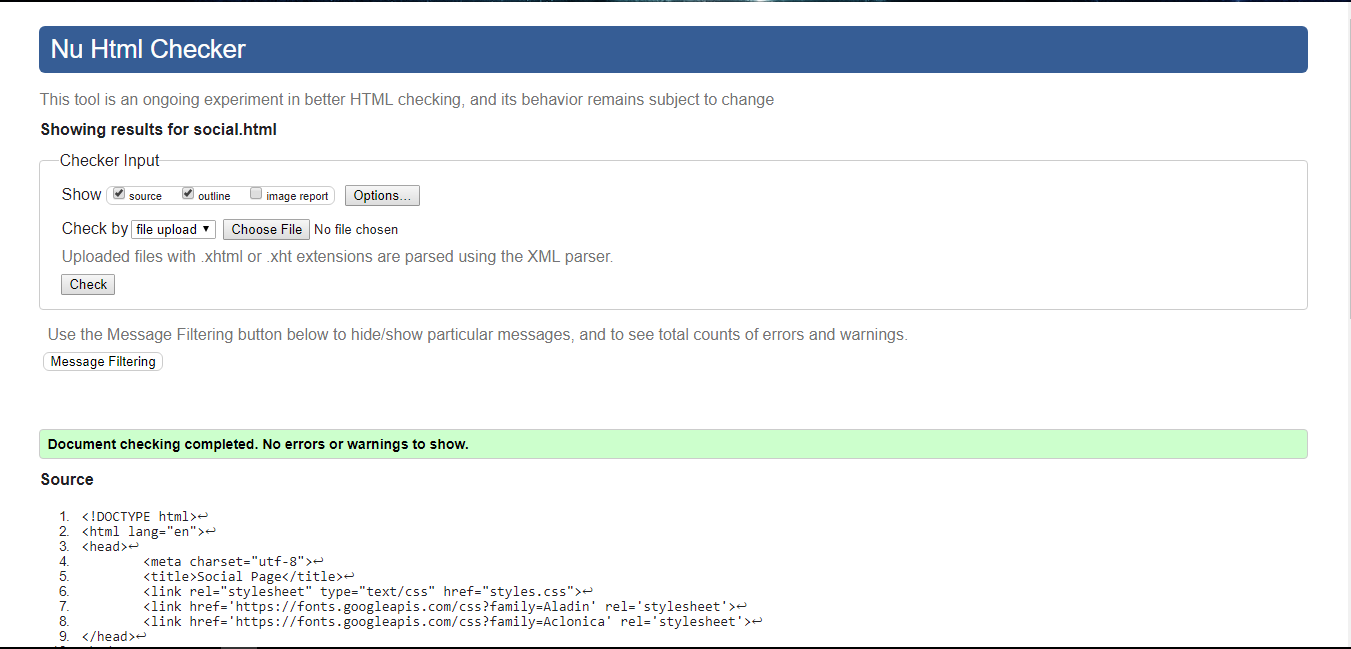 Nu Html Checker
This tool is an ongoing experiment in better HTML checking, and its behavior remains subject to change
Showing results for social.html
Checker Input
Show source outline image report Options...
Check by file upload ▼ Choose File No file chosen
Uploaded files with .xhtml or .xht extensions are parsed using the XML parser.
Check
Use the Message Filtering button below to hide/show particular messages, and to see total counts of errors and warnings.
Message Filtering
Document checking completed. No errors or warnings to show.
Source
1. <!DOCTYPE html>↩
2. <html lang="en">↩
3. <head>↩
4. <meta charset="utf-8">↩
5. <title>Social Page</title>↩
6. <link rel="stylesheet" type="text/css" href="styles.css">↩
7. <link href='https://fonts.googleapis.com/css?family=Aladin' rel='stylesheet'>↩
8. <link href='https://fonts.googleapis.com/css?family=Aclonica' rel='stylesheet'>↩
9. </head>↩